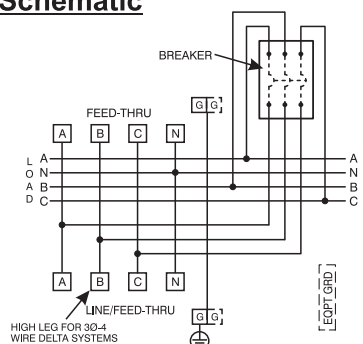 Schematic
BREAKER
G G
FEED-THRU
A B C N
L O A D
A A
N N
B B
C C
A B C N
LINE/FEED-THRU
G G
EQPT GRD
HIGH LEG FOR 3Ø-4
WIRE DELTA SYSTEMS